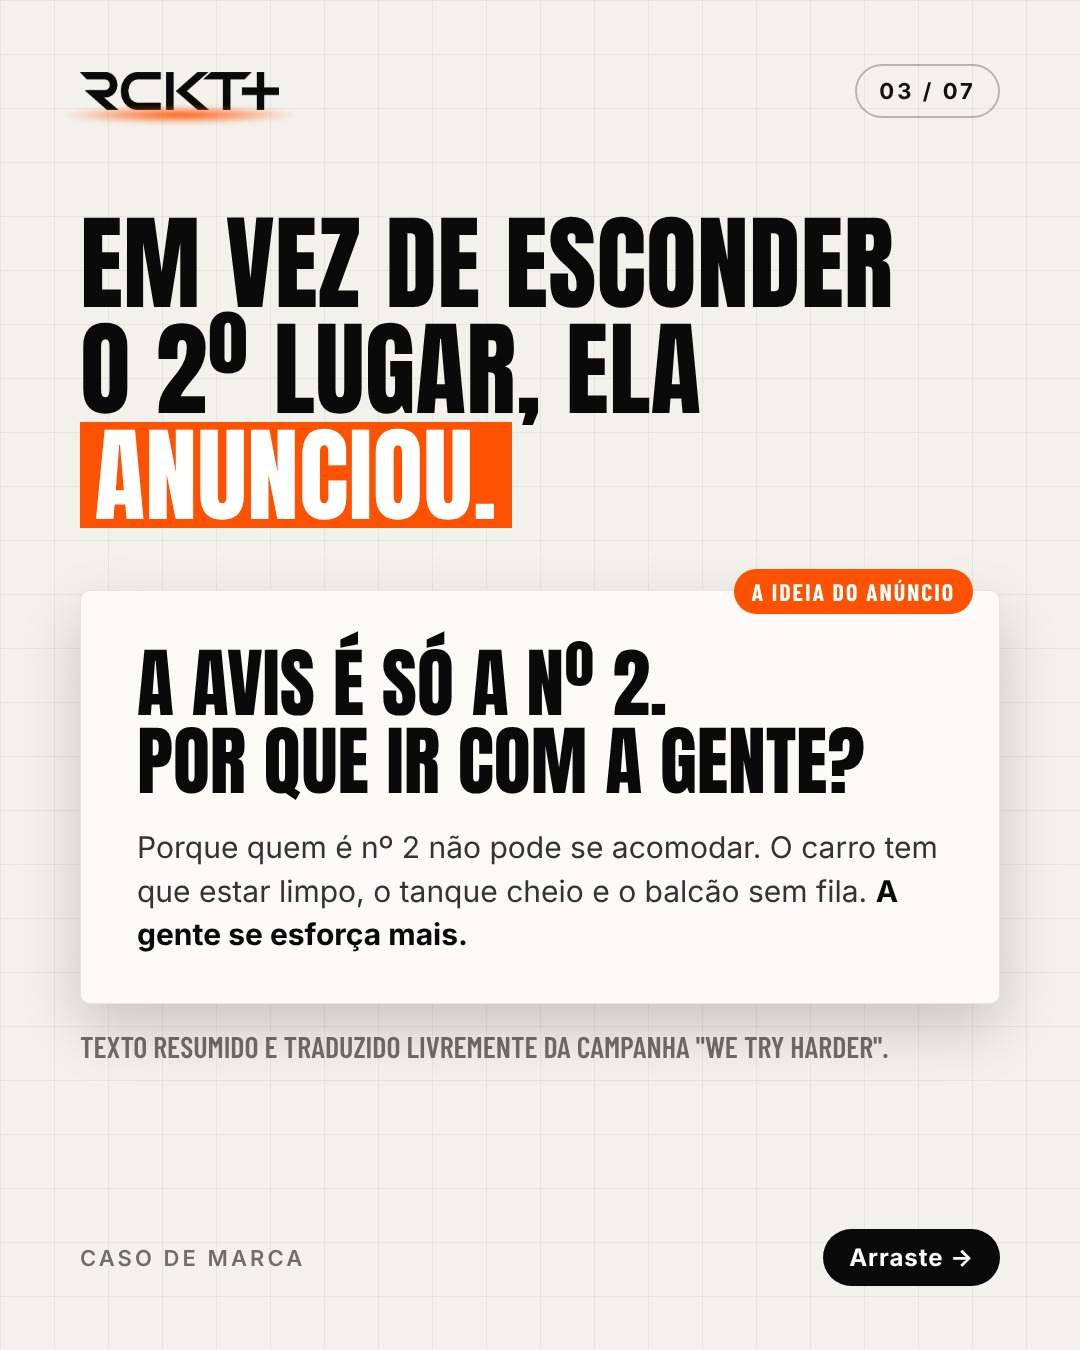 RCKT+
03 / 07
EM VEZ DE ESCONDER
O 2º LUGAR, ELA
ANUNCIOU.
A IDEIA DO ANÚNCIO
A AVIS É SÓ A Nº 2.
POR QUE IR COM A GENTE?
Porque quem é nº 2 não pode se acomodar. O carro tem
que estar limpo, o tanque cheio e o balcão sem fila. A
gente se esforça mais.
TEXTO RESUMIDO E TRADUZIDO LIVREMENTE DA CAMPANHA "WE TRY HARDER".
CASO DE MARCA
Arraste →